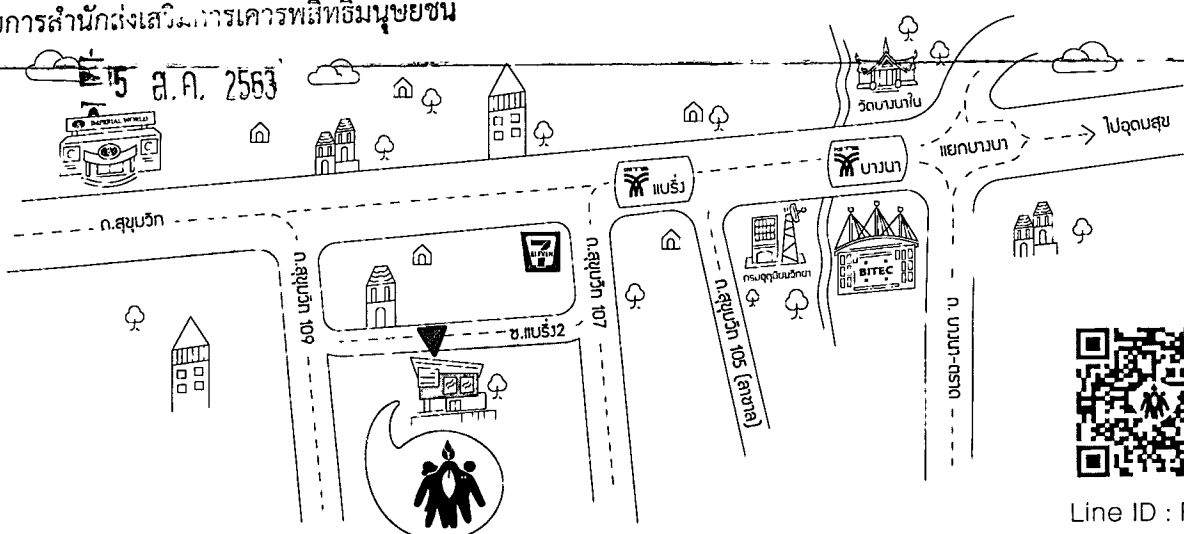 การสำนักส่งเสริมการเคารพสิทธิมนุษยชน
5 ส.ค. 2563
IMPERIAL WORLD
วัดบางนาใน
บางนา
แยกบางนา
ไปอุดมสุข
แบริ่ง
ถ.สุขุมวิท
ถ.สุขุมวิท 109
7
ELEVEN
ถ.สุขุมวิท 107
ซ.แบริ่ง2
ถ.สุขุมวิท 105 (ลาซาล)
กรมอุตุนิยมวิทยา
BITEC
ถ. บางนา-ตราด
Line ID :